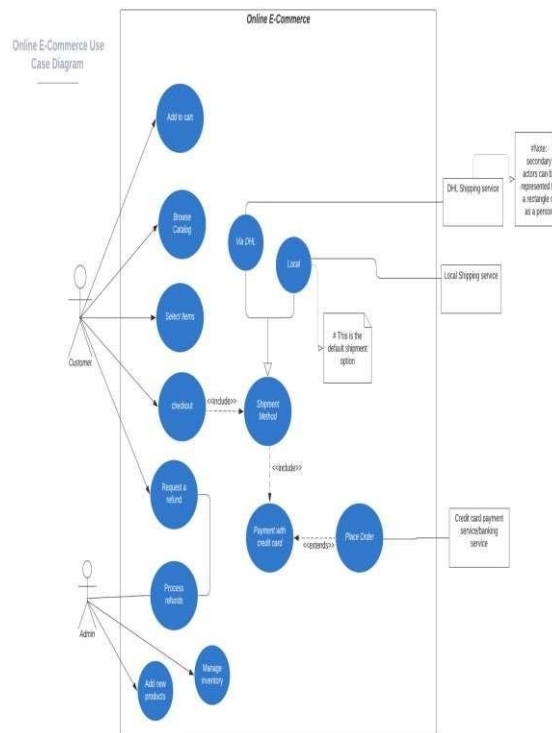 Online E-Commerce
Online E-Commerce Use
Case Diagram
Add to cart
Browse
Catalog
Select Items
checkout
<<include>>
Request a
refund
Process
refunds
Add new
products
Manage
inventory
Customer
Admin
Via DHL
Local
# This is the
default shipment
option
Shipment
Method
<<include>>
Payment with
credit card
<<extends>>
Place Order
DHL Shipping service
#Note:
secondary
actors can b
represented
a rectangle
as a person
Local Shipping service
Credit card payment
service/banking
service